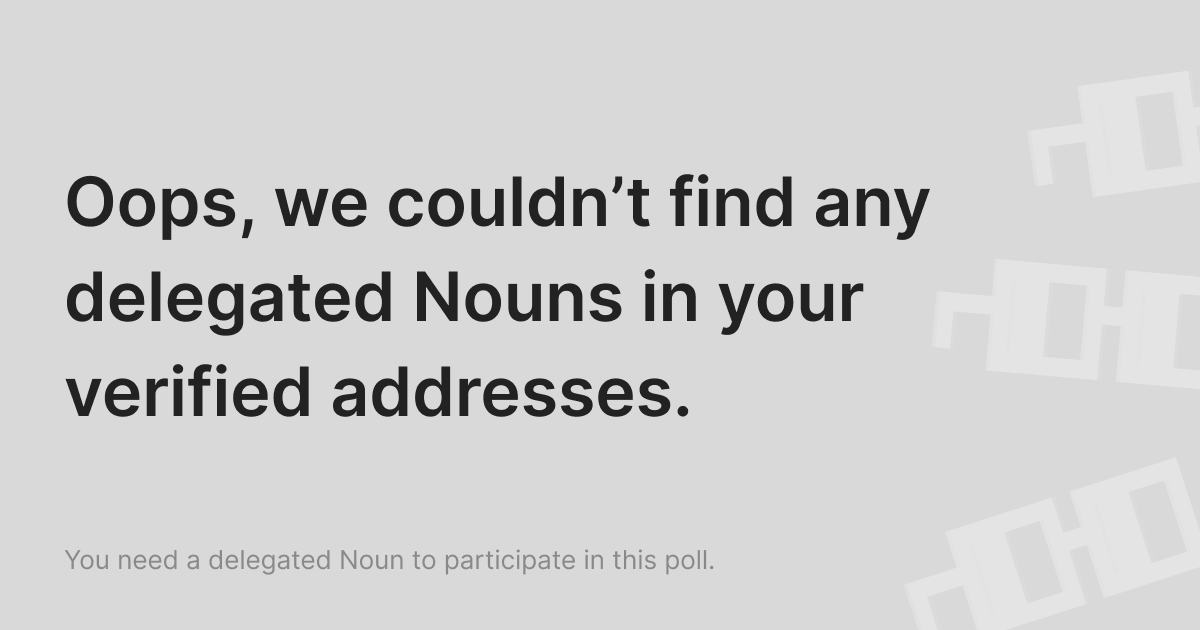 Oops, we couldn’t find any
delegated Nouns in your
verified addresses.
You need a delegated Noun to participate in this poll.